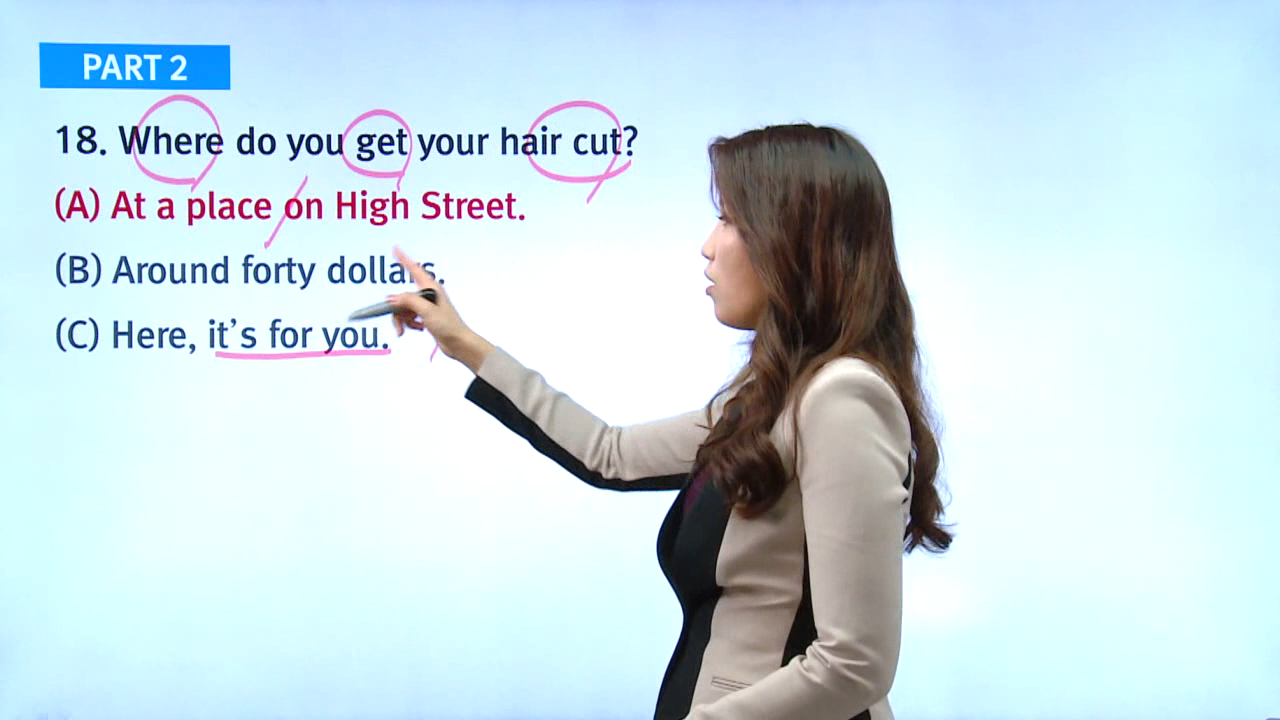 PART 2
18. Where do you get your hair cut?
(A) At a place on High Street.
(B) Around forty dollars.
(C) Here, it's for you.